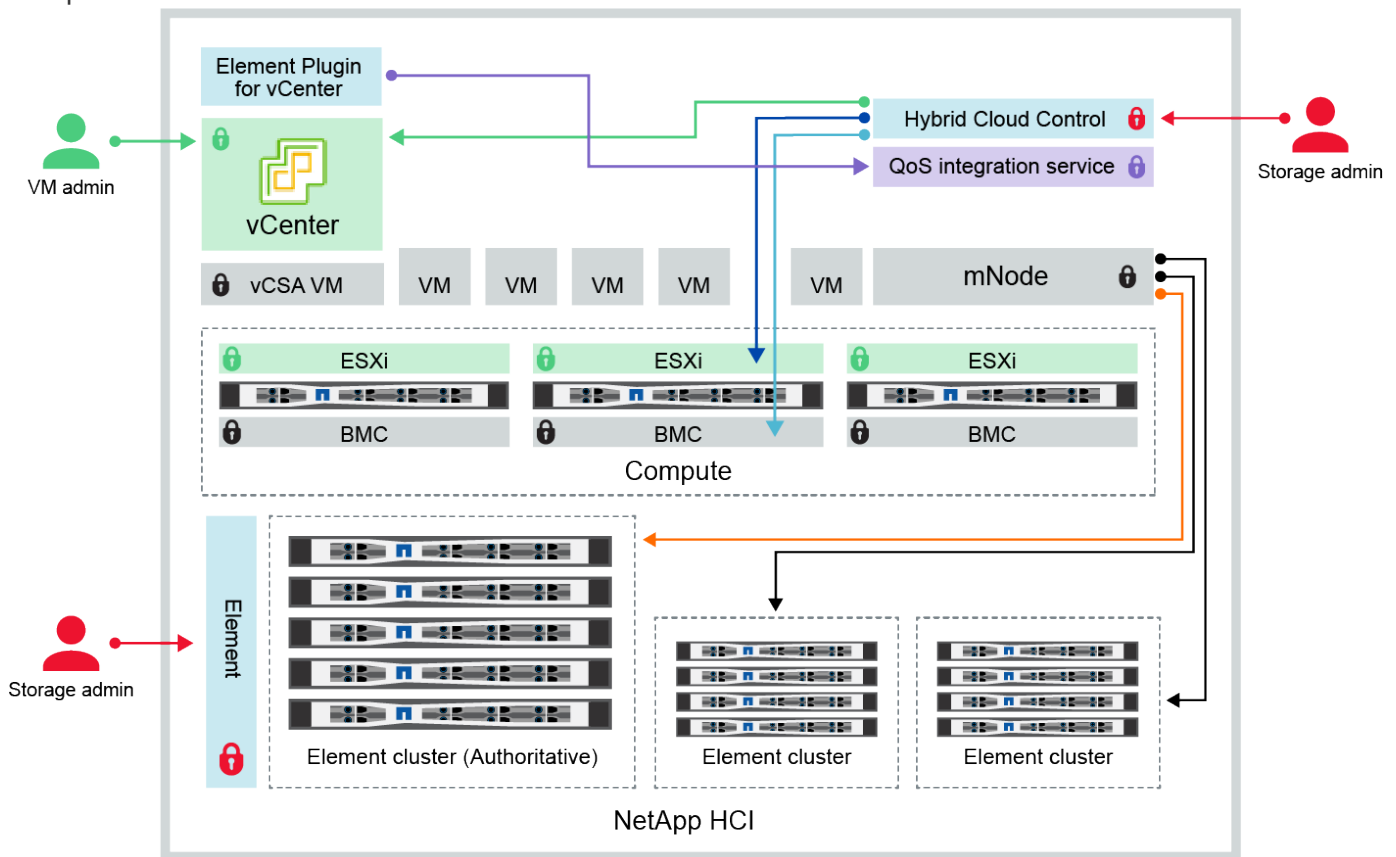 Element Plugin
for vCenter
Hybrid Cloud Control
QoS integration service
VM admin
Storage admin
vCenter
vCSA VM
VM
VM
VM
VM
VM
mNode
ESXi
ESXi
ESXi
BMC
BMC
BMC
Compute
Element
Storage admin
Element cluster (Authoritative)
Element cluster
Element cluster
NetApp HCI